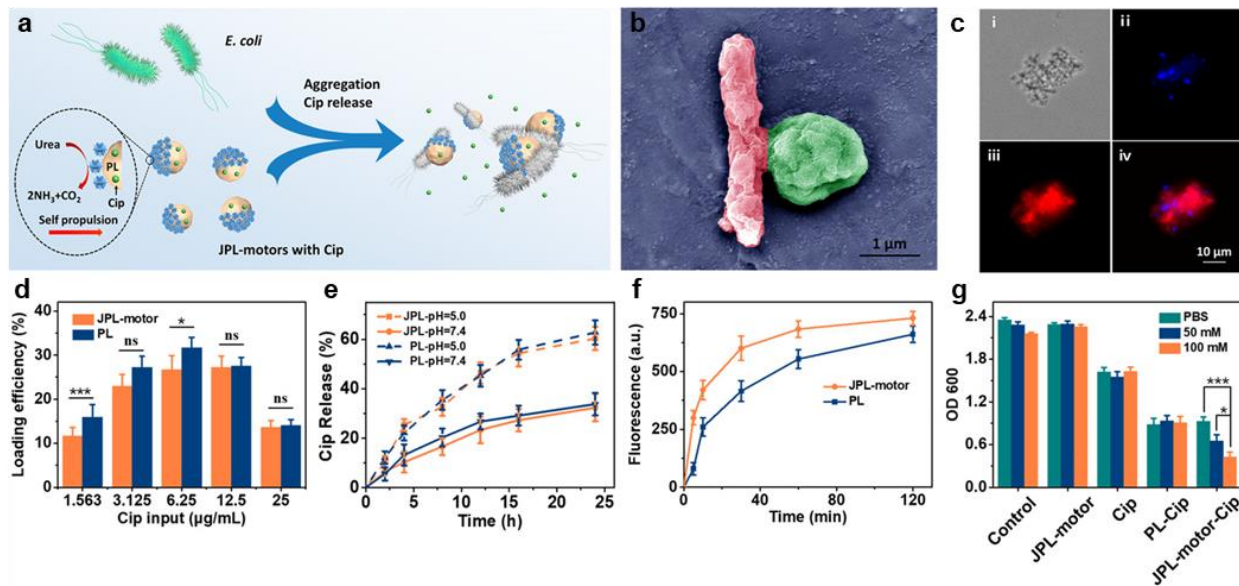 a
E. coli
Aggregation
Cip release
Urea
PL
Cip
2NH₃+CO₂
Self propulsion
JPL-motors with Cip
b
1 μm
c
i
ii
iii
iv
10 μm
d
Loading efficiency (%)
40
30
20
10
0
JPL-motor
PL
***
ns
*
ns
ns
1.563
3.125
6.25
12.5
25
Cip input (μg/mL)
e
Cip Release (%)
60
40
20
0
JPL-pH=5.0
JPL-pH=7.4
PL-pH=5.0
PL-pH=7.4
0
4
8
12
16
20
24
Time (h)
f
Fluorescence (a.u.)
750
500
250
0
JPL-motor
PL
0
40
80
120
Time (min)
g
OD 600
2.4
1.8
1.2
0.6
0.0
PBS
50 mM
100 mM
***
*
Control
JPL-motor
Cip
PL-Cip
JPL-motor-Cip